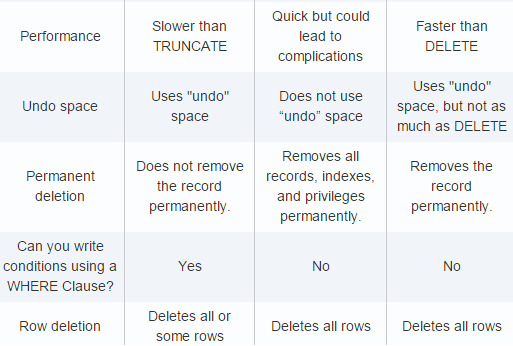 Performance
Slower than
TRUNCATE
Quick but could
lead to
complications
Faster than
DELETE
Undo space
Uses "undo"
space
Does not use
“undo” space
Uses "undo"
space, but not as
much as DELETE
Permanent
deletion
Does not remove
the record
permanently.
Removes all
records, indexes,
and privileges
permanently.
Removes the
record
permanently.
Can you write
conditions using a
WHERE Clause?
Yes
No
No
Row deletion
Deletes all or
some rows
Deletes all rows
Deletes all rows